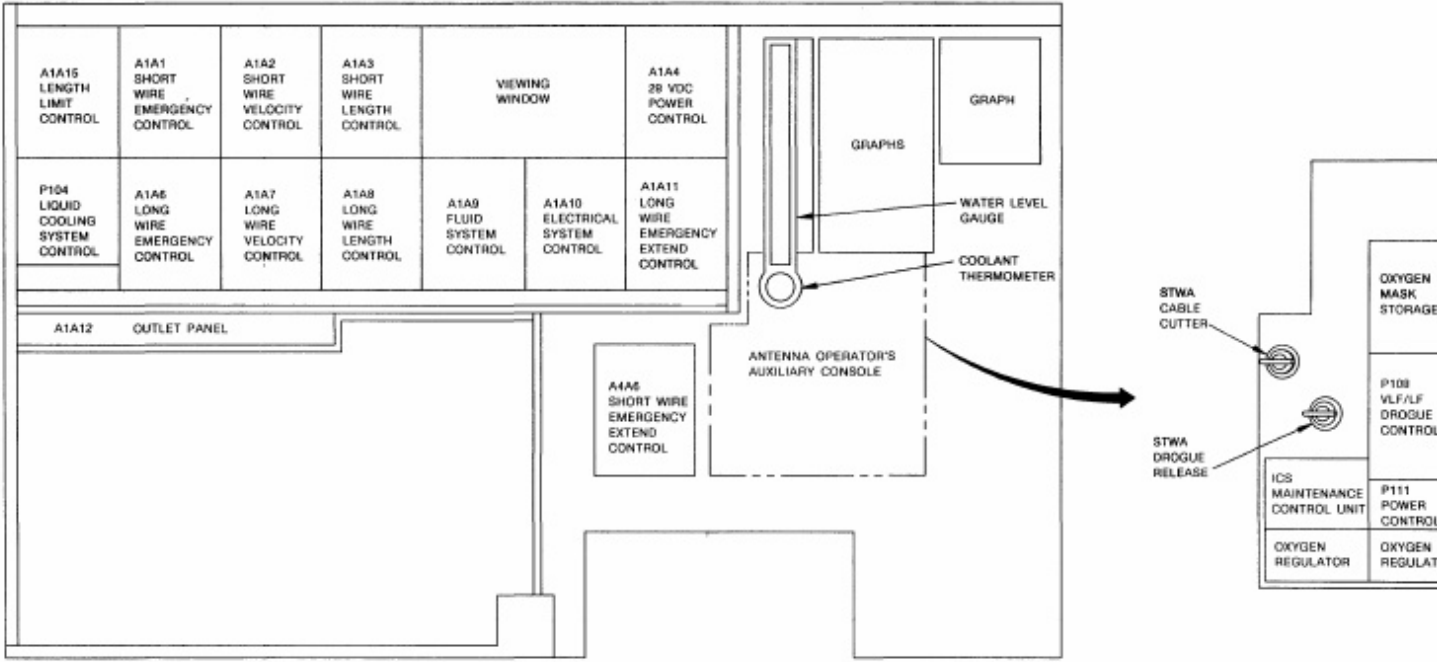 A1A15
LENGTH
LIMIT
CONTROL
A1A1
SHORT
WIRE
EMERGENCY
CONTROL
A1A2
SHORT
WIRE
VELOCITY
CONTROL
A1A3
SHORT
WIRE
LENGTH
CONTROL
VIEWING
WINDOW
A1A4
28 VDC
POWER
CONTROL
GRAPHS
GRAPH
P104
LIQUID
COOLING
SYSTEM
CONTROL
A1A6
LONG
WIRE
EMERGENCY
CONTROL
A1A7
LONG
WIRE
VELOCITY
CONTROL
A1A8
LONG
WIRE
LENGTH
CONTROL
A1A9
FLUID
SYSTEM
CONTROL
A1A10
ELECTRICAL
SYSTEM
CONTROL
A1A11
LONG
WIRE
EMERGENCY
EXTEND
CONTROL
WATER LEVEL
GAUGE
COOLANT
THERMOMETER
A1A12 OUTLET PANEL
A4A6
SHORT WIRE
EMERGENCY
EXTEND
CONTROL
ANTENNA OPERATOR'S
AUXILIARY CONSOLE
STWA
CABLE
CUTTER
STWA
DROGUE
RELEASE
OXYGEN
MASK
STORAGE
P109
VLF/LF
DROGUE
CONTROL
ICS
MAINTENANCE
CONTROL UNIT
P111
POWER
CONTROL
OXYGEN
REGULATOR
OXYGEN
REGULAT